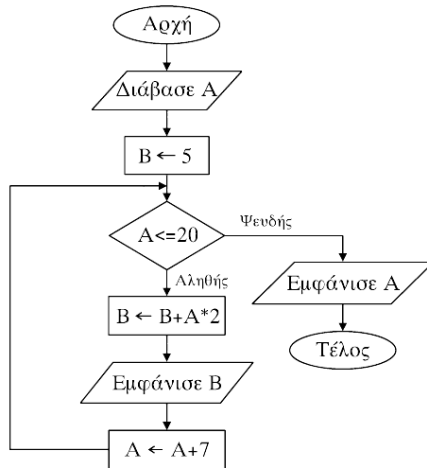 Αρχή
Διάβασε Α
Β ← 5
Α<=20
Ψευδής
Αληθής
Εμφάνισε Α
Β ← Β+Α*2
Τέλος
Εμφάνισε Β
Α ← Α+7